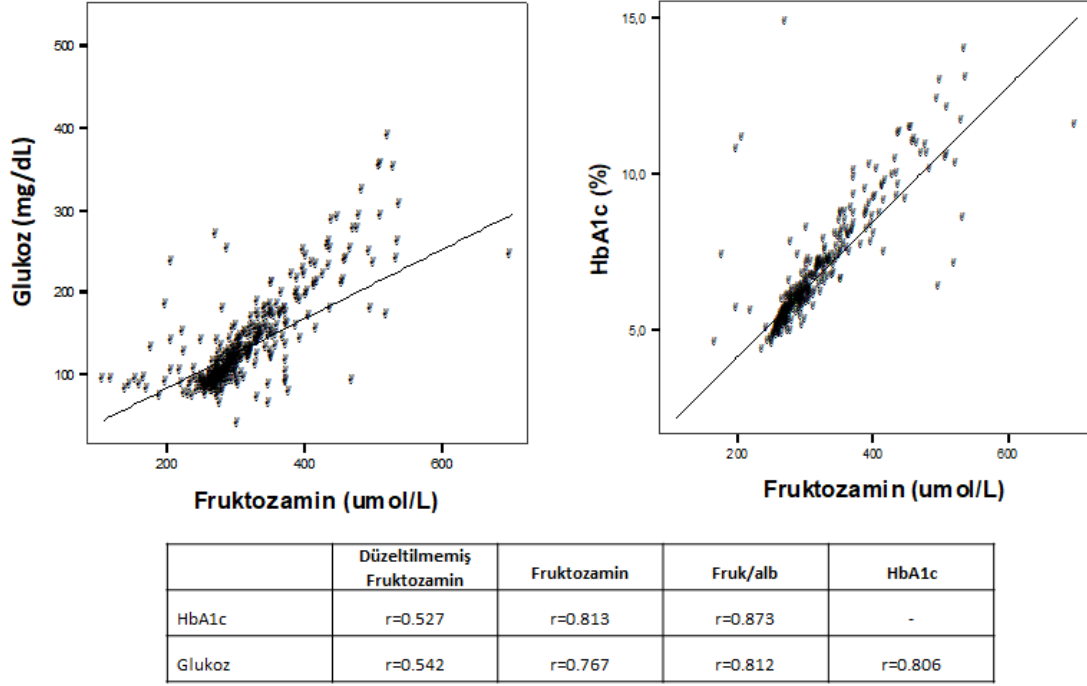 500
400
300
200
100
Glukoz (mg/dL)
200 400 600
Fruktozamin (umol/L)
15,0
10,0
5,0
HbA1c (%)
200 400 600
Fruktozamin (umol/L)
Düzeltilmemiş Fruktozamin Fruktozamin Fruk/alb HbA1c
HbA1c r=0.527 r=0.813 r=0.873 -
Glukoz r=0.542 r=0.767 r=0.812 r=0.806